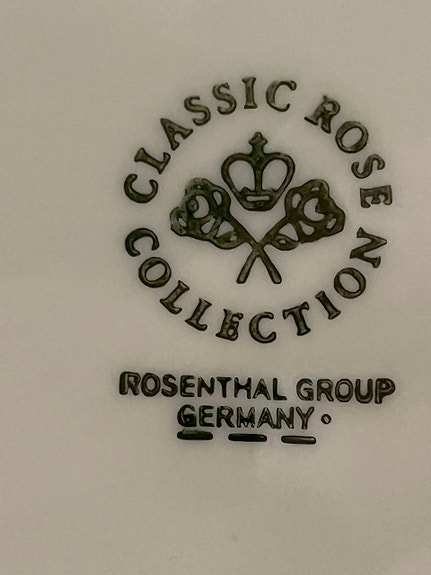 CLASSIC ROSE
COLLECTION
ROSENTHAL GROUP
GERMANY